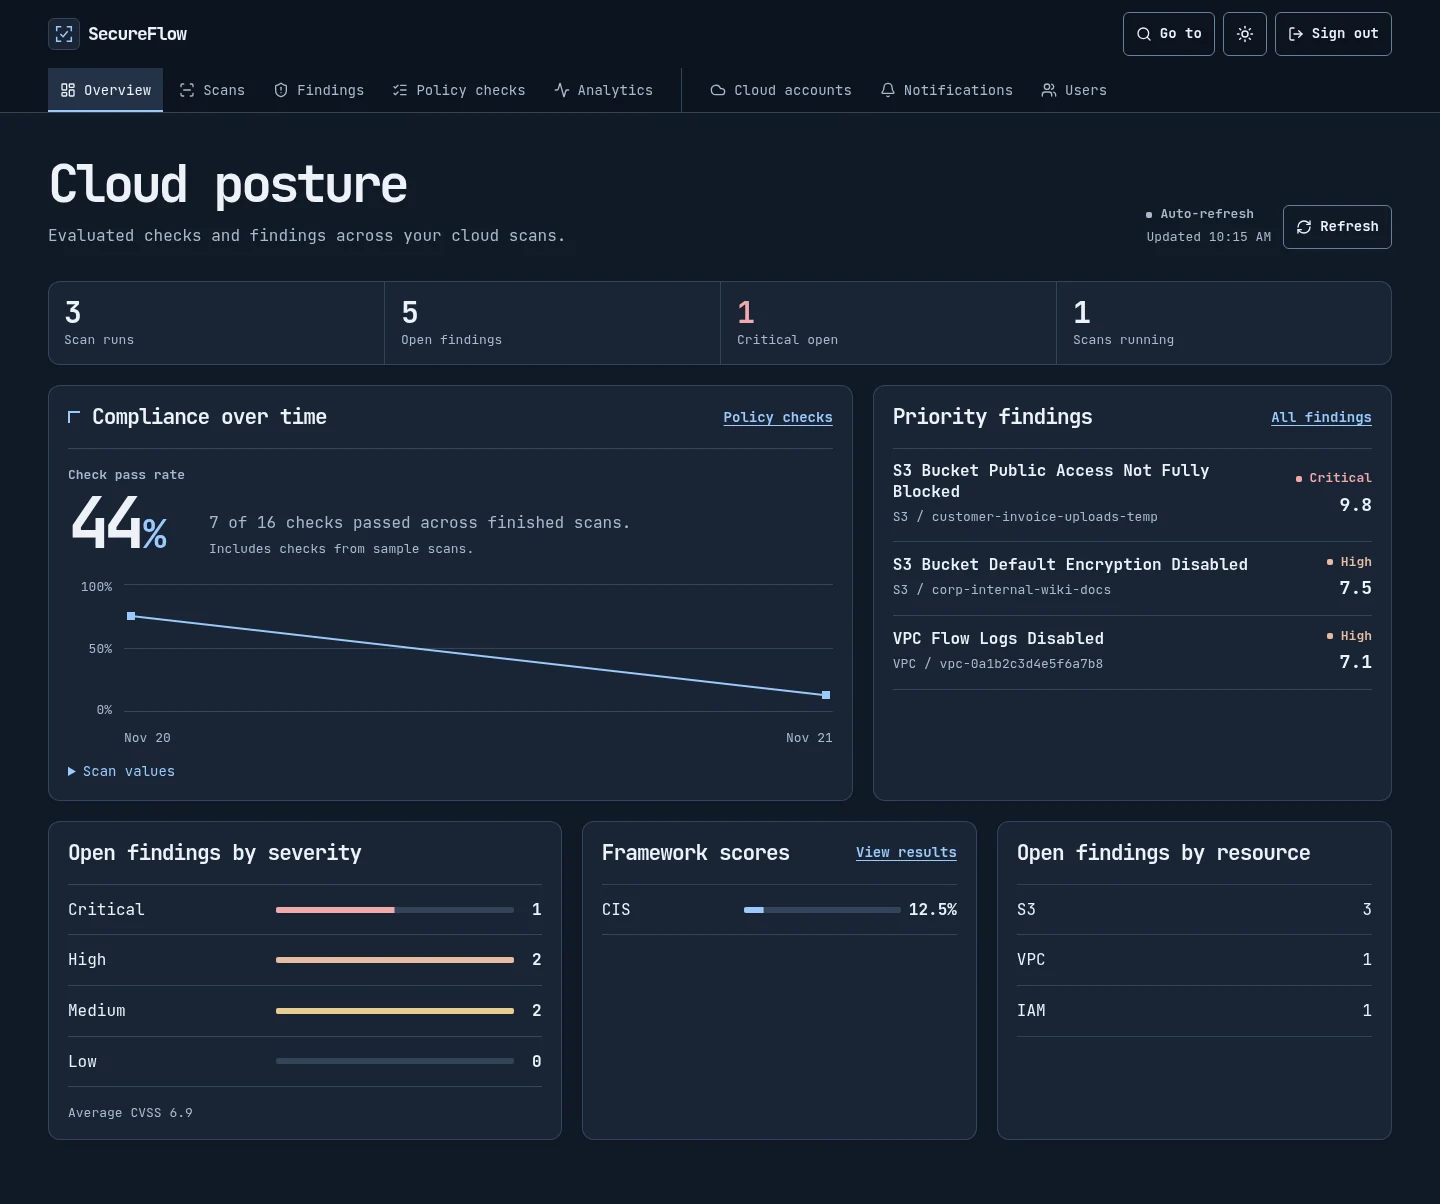 SecureFlow
Go to
Sign out
Overview
Scans
Findings
Policy checks
Analytics
Cloud accounts
Notifications
Users
Cloud posture
Evaluated checks and findings across your cloud scans.
Auto-refresh
Updated 10:15 AM
Refresh
3
Scan runs
5
Open findings
1
Critical open
1
Scans running
Compliance over time
Policy checks
Check pass rate
44%
7 of 16 checks passed across finished scans.
Includes checks from sample scans.
100%
50%
0%
Nov 20
Nov 21
Scan values
Priority findings
All findings
S3 Bucket Public Access Not Fully
Blocked
S3 / customer-invoice-uploads-temp
Critical
9.8
S3 Bucket Default Encryption Disabled
S3 / corp-internal-wiki-docs
High
7.5
VPC Flow Logs Disabled
VPC / vpc-0a1b2c3d4e5f6a7b8
High
7.1
Open findings by severity
Critical 1
High 2
Medium 2
Low 0
Average CVSS 6.9
Framework scores
View results
CIS 12.5%
Open findings by resource
S3 3
VPC 1
IAM 1